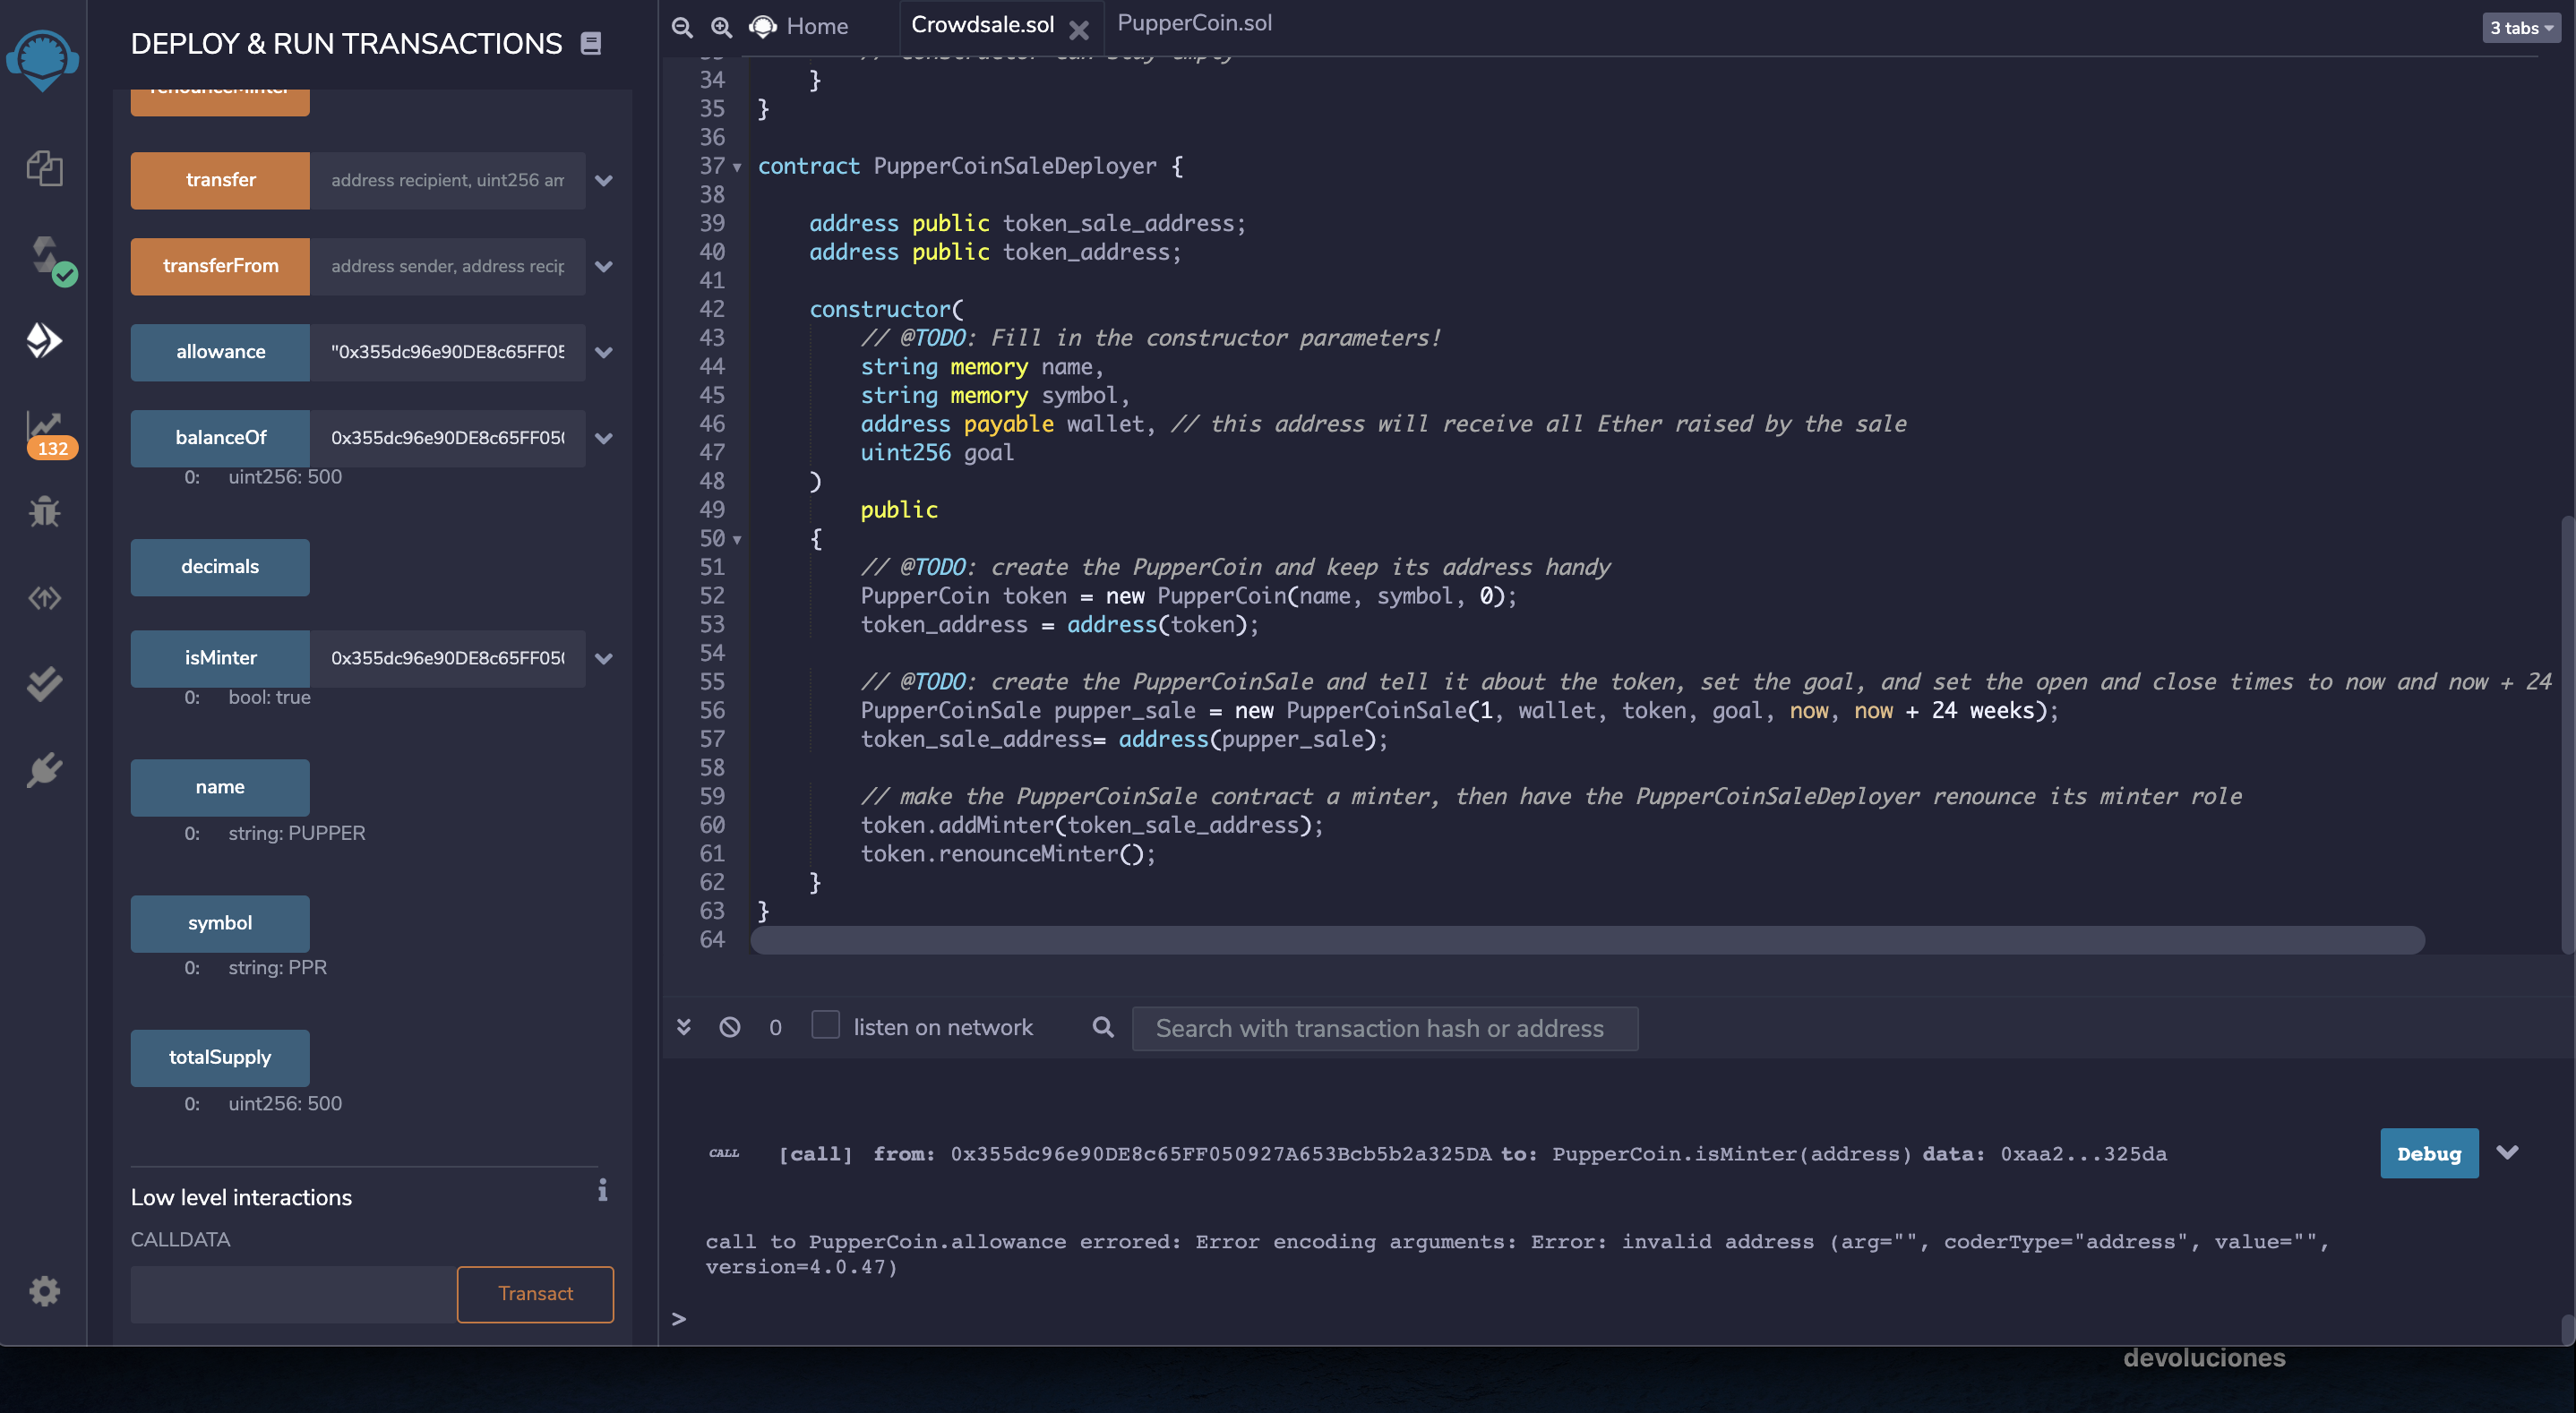 DEPLOY & RUN TRANSACTIONS
renounceMinter
transfer address recipient, uint256 am
transferFrom address sender, address recip
allowance "0x355dc96e90DE8c65FF05
132
balanceOf 0x355dc96e90DE8c65FF050
0: uint256: 500
decimals
isMinter 0x355dc96e90DE8c65FF050
0: bool: true
name
0: string: PUPPER
symbol
0: string: PPR
totalSupply
0: uint256: 500
Low level interactions
i
CALLDATA
Transact
Home
Crowdsale.sol
PupperCoin.sol
3 tabs
33 // constructor can stay empty
34 }
35 }
36
37 contract PupperCoinSaleDeployer {
38
39 address public token_sale_address;
40 address public token_address;
41
42 constructor(
43 // @TODO: Fill in the constructor parameters!
44 string memory name,
45 string memory symbol,
46 address payable wallet, // this address will receive all Ether raised by the sale
47 uint256 goal
48 )
49 public
50 {
51 // @TODO: create the PupperCoin and keep its address handy
52 PupperCoin token = new PupperCoin(name, symbol, 0);
53 token_address = address(token);
54
55 // @TODO: create the PupperCoinSale and tell it about the token, set the goal, and set the open and close times to now and now + 24
56 PupperCoinSale pupper_sale = new PupperCoinSale(1, wallet, token, goal, now, now + 24 weeks);
57 token_sale_address= address(pupper_sale);
58
59 // make the PupperCoinSale contract a minter, then have the PupperCoinSaleDeployer renounce its minter role
60 token.addMinter(token_sale_address);
61 token.renounceMinter();
62 }
63 }
64
0 listen on network Search with transaction hash or address
CALL [call] from: 0x355dc96e90DE8c65FF050927A653Bcb5b2a325DA to: PupperCoin.isMinter(address) data: 0xaa2...325da Debug
call to PupperCoin.allowance errored: Error encoding arguments: Error: invalid address (arg="", coderType="address", value="",
version=4.0.47)
>
devoluciones